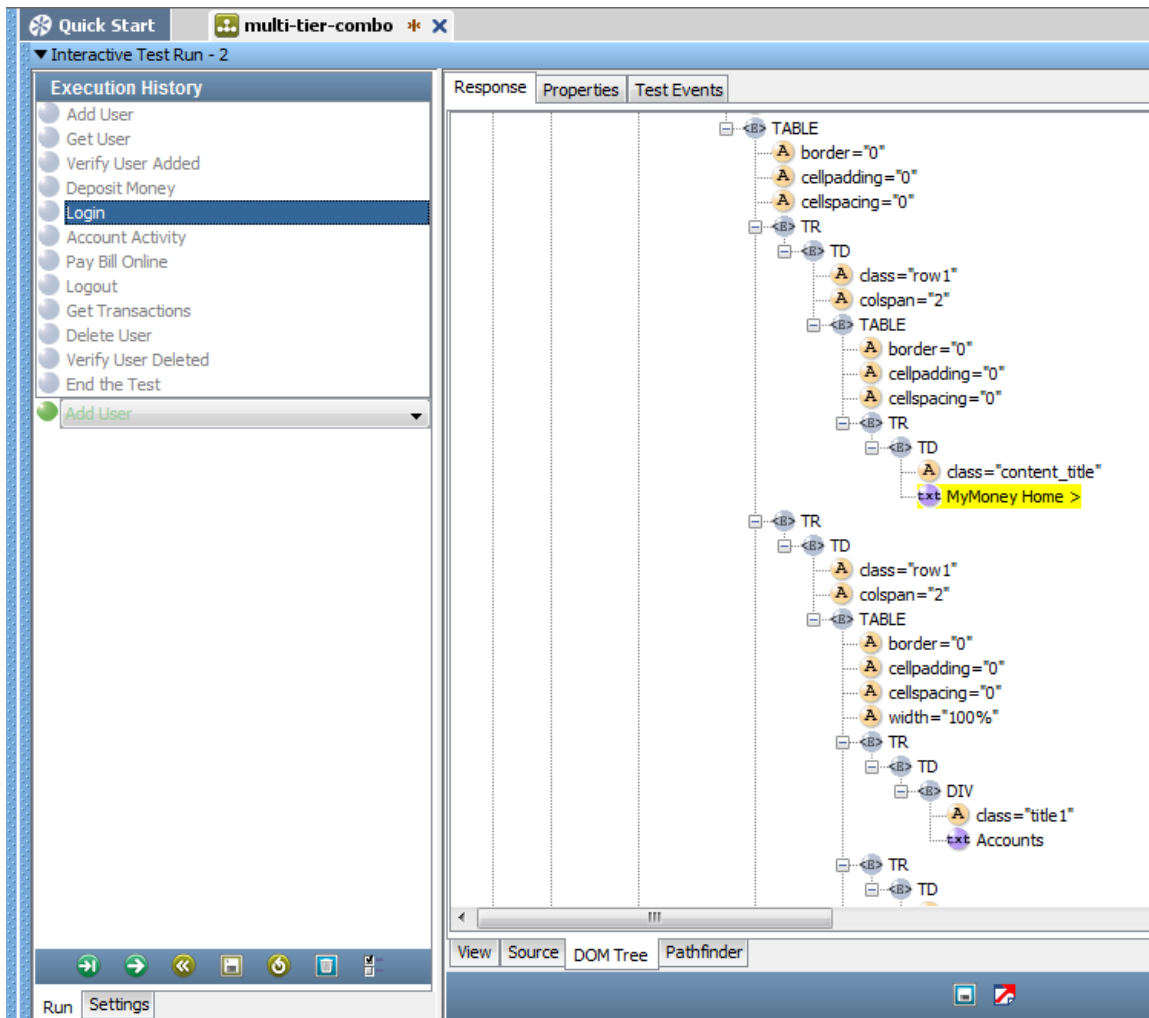 Quick Start
multi-tier-combo
Interactive Test Run - 2
Execution History
Add User
Get User
Verify User Added
Deposit Money
Login
Account Activity
Pay Bill Online
Logout
Get Transactions
Delete User
Verify User Deleted
End the Test
Add User
Run Settings
Response Properties Test Events
<E> TABLE
A border="0"
A cellpadding="0"
A cellspacing="0"
<E> TR
<E> TD
A class="row1"
A colspan="2"
<E> TABLE
A border="0"
A cellpadding="0"
A cellspacing="0"
<E> TR
<E> TD
A class="content_title"
txt MyMoney Home >
<E> TR
<E> TD
A class="row1"
A colspan="2"
<E> TABLE
A border="0"
A cellpadding="0"
A cellspacing="0"
A width="100%"
<E> TR
<E> TD
<E> DIV
A class="title1"
txt Accounts
<E> TR
<E> TD
View Source DOM Tree Pathfinder